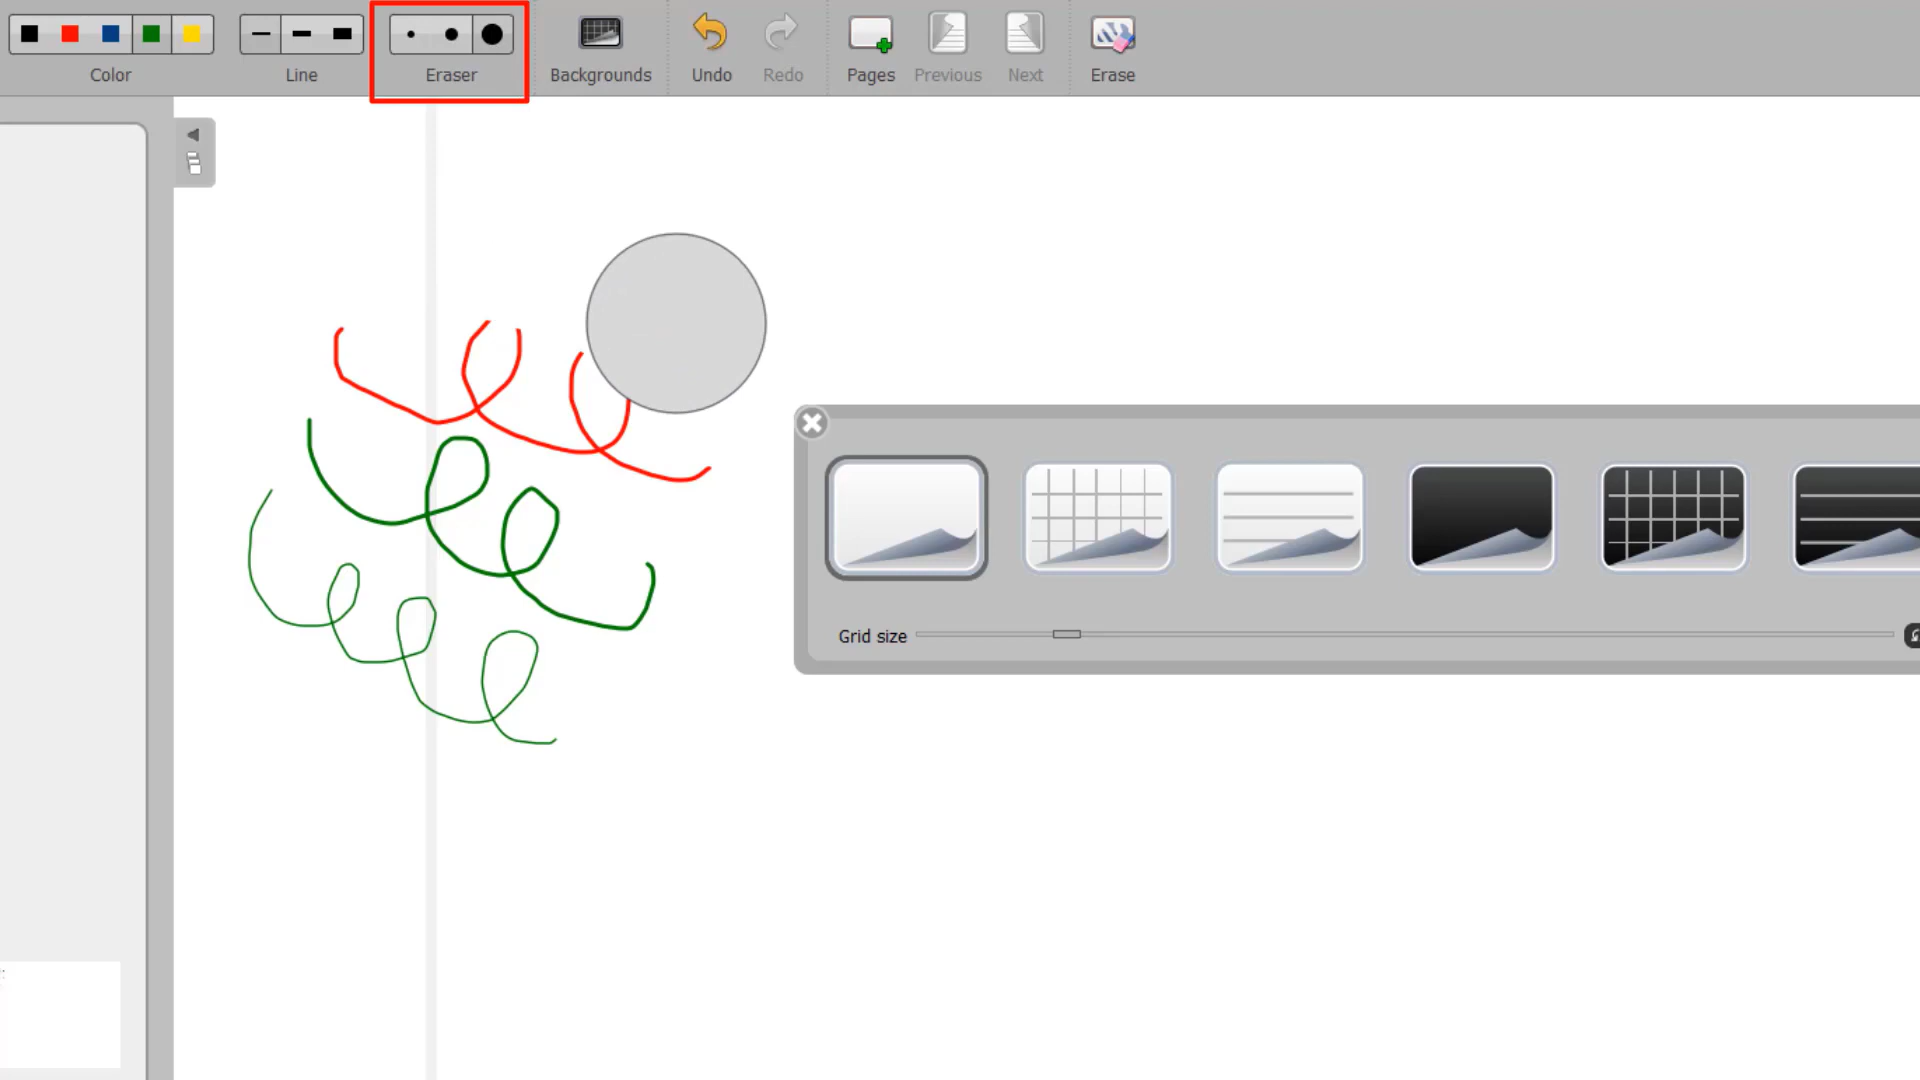 Color
Line
Eraser
Backgrounds
Undo
Redo
Pages
Previous
Next
Erase
Grid size